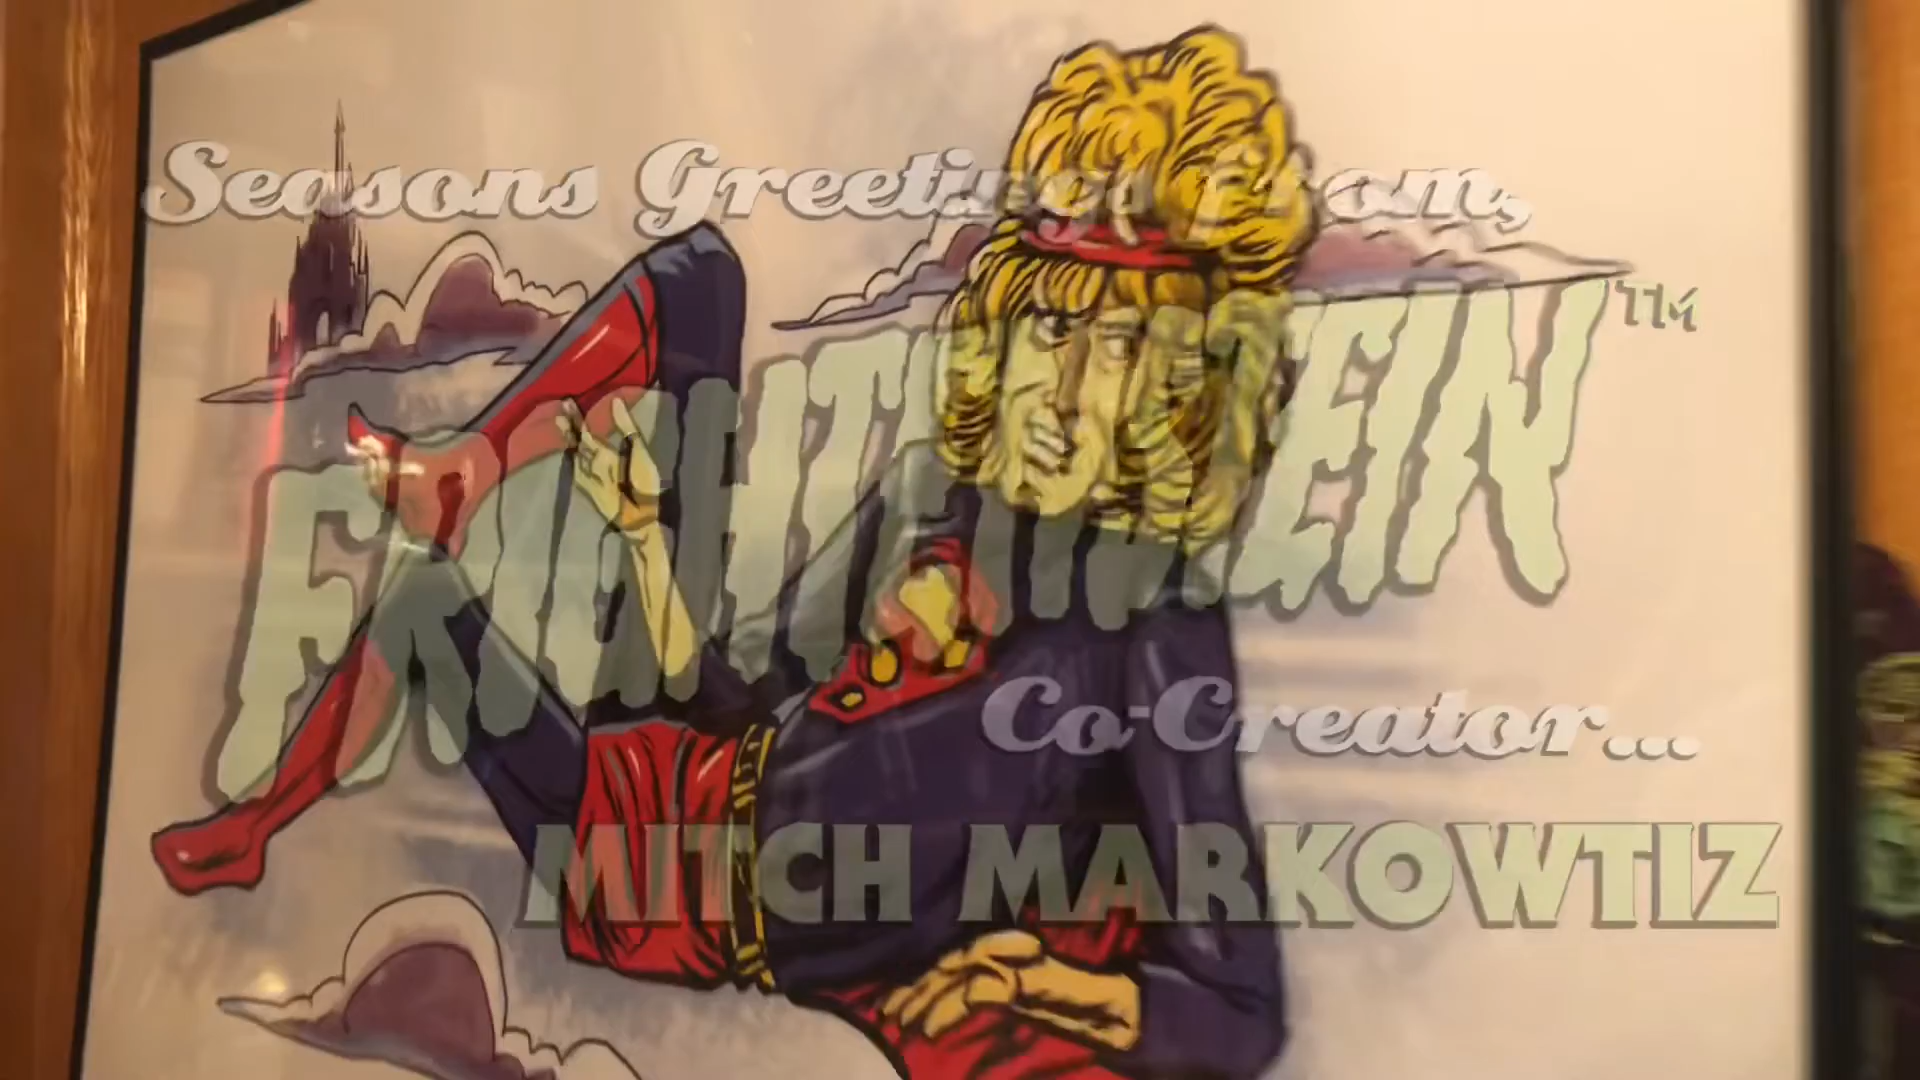 Seasons Greetings from,
FRIGHTENSTEIN™
Co-Creator...
MITCH MARKOWTIZ